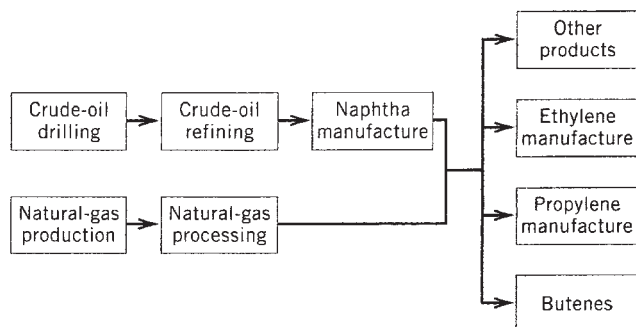 Other
products
Crude-oil
drilling
Crude-oil
refining
Naphtha
manufacture
Ethylene
manufacture
Natural-gas
production
Natural-gas
processing
Propylene
manufacture
Butenes